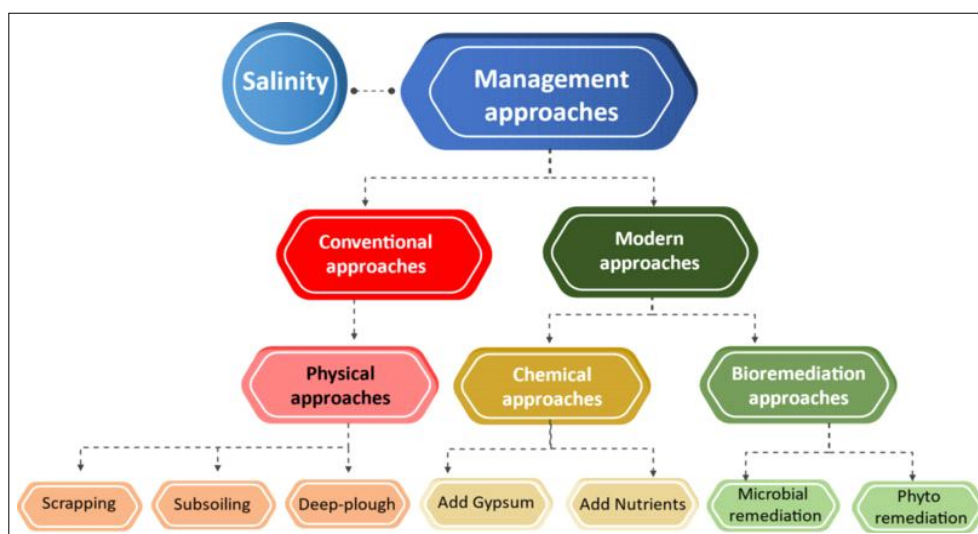 Salinity
Management
approaches
Conventional
approaches
Modern
approaches
Physical
approaches
Chemical
approaches
Bioremediation
approaches
Scrapping
Subsoiling
Deep-plough
Add Gypsum
Add Nutrients
Microbial
remediation
Phyto
remediation